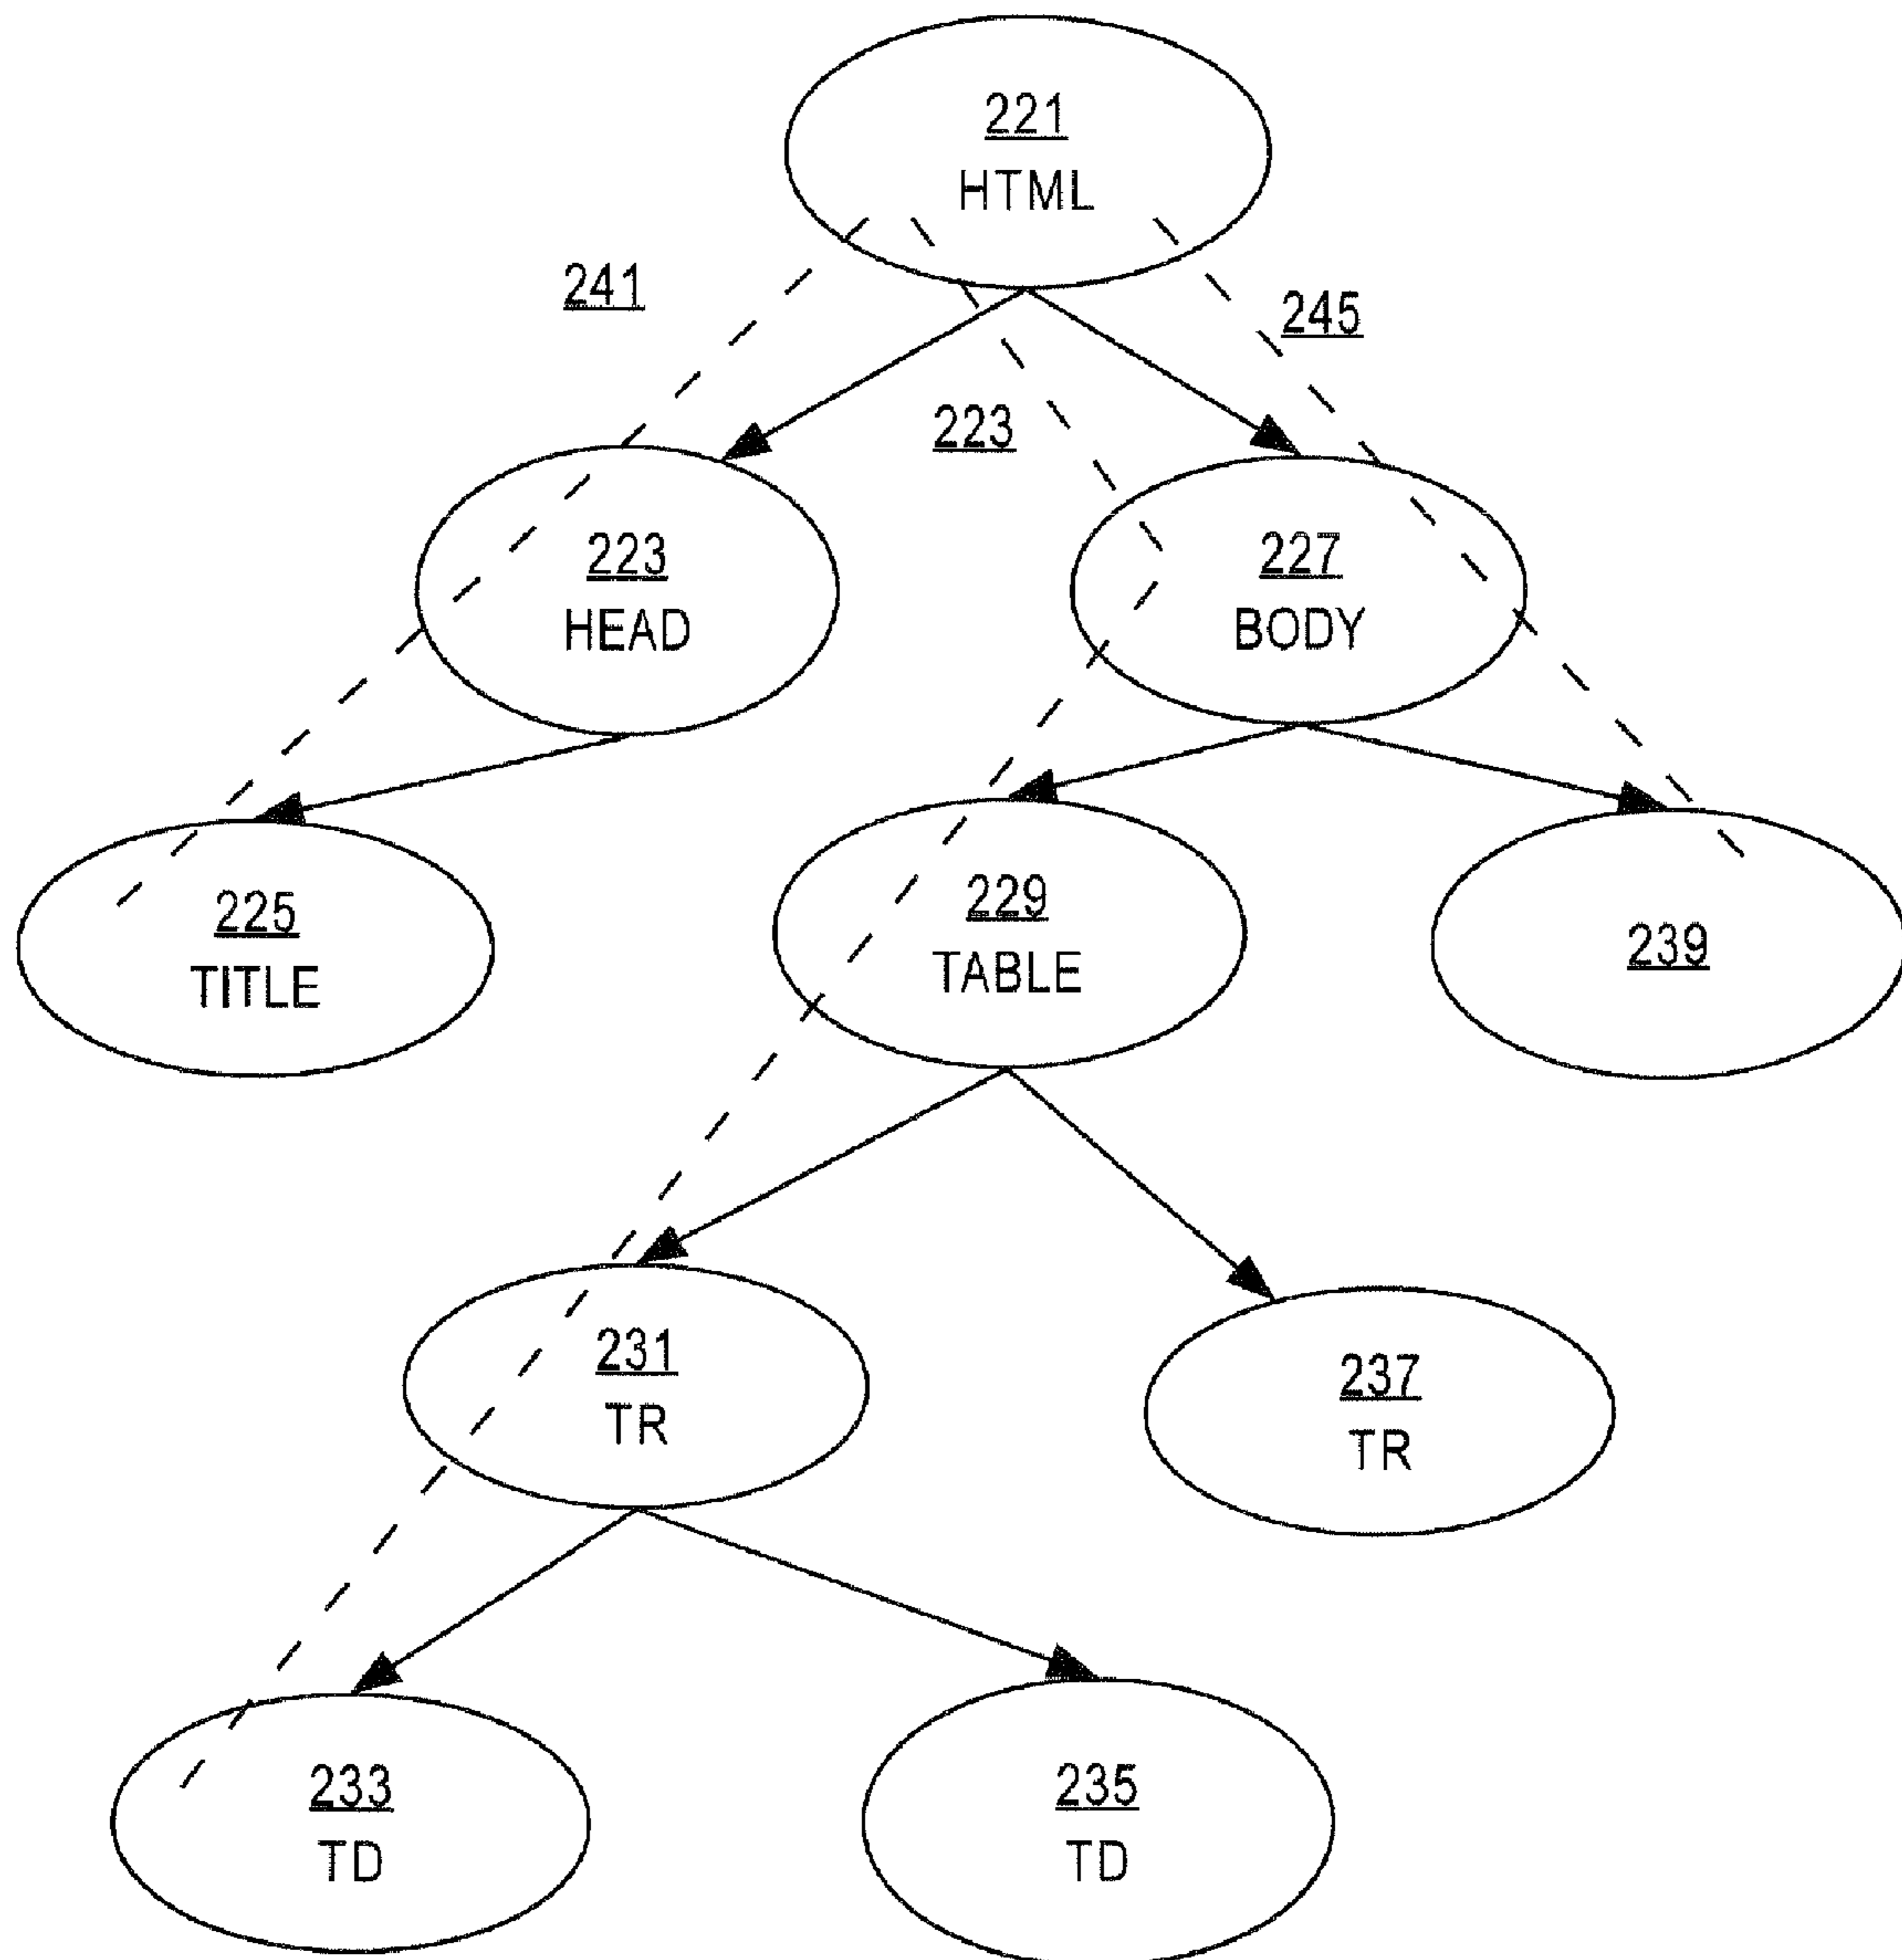 221
HTML
241
245
223
223
HEAD
227
BODY
225
TITLE
229
TABLE
239
231
TR
237
TR
233
TD
235
TD